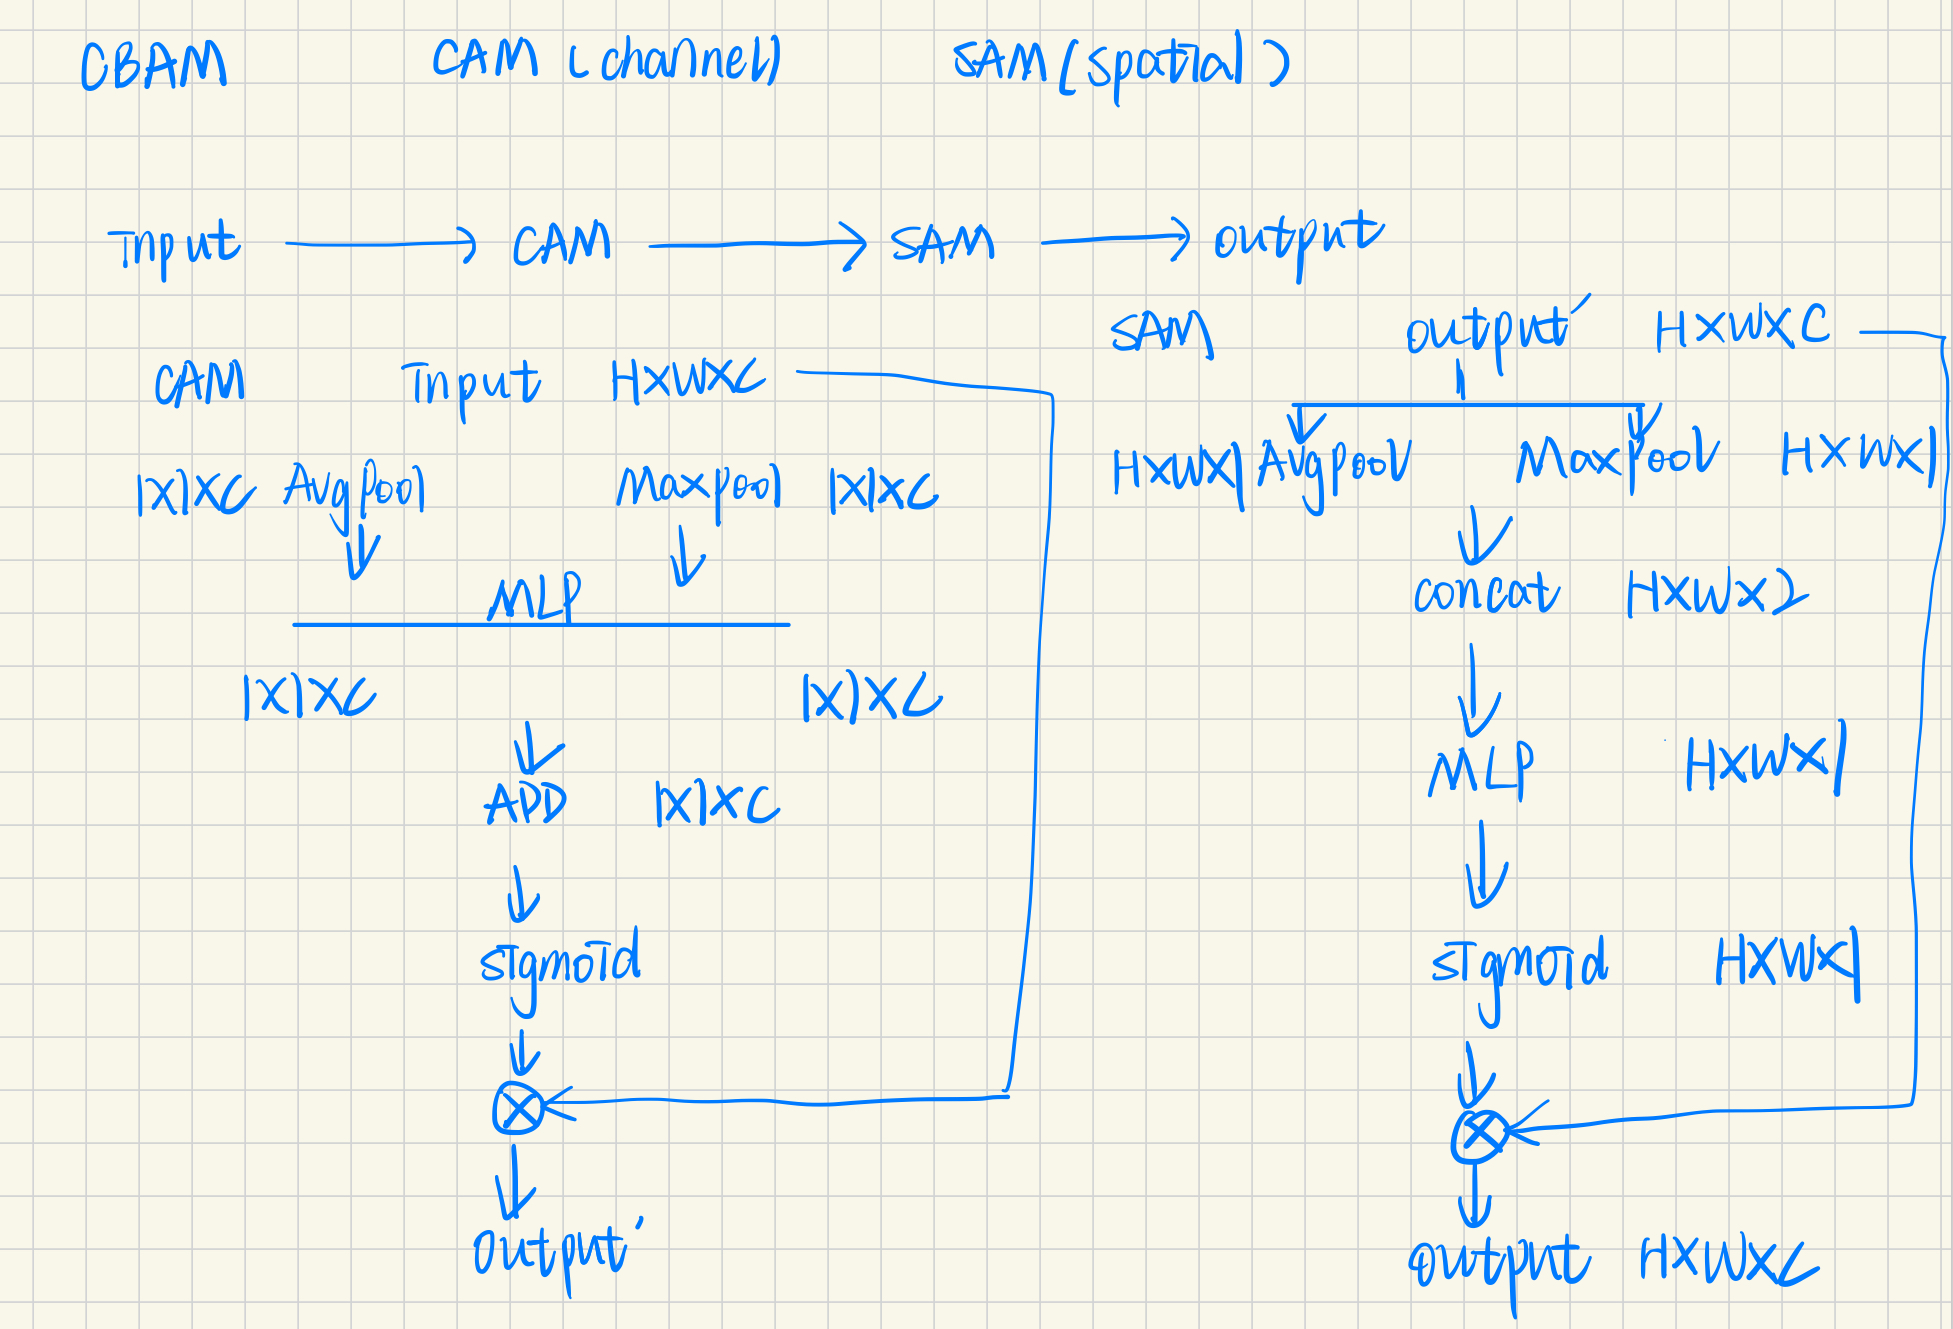 CBAM CAM (channel) SAM (spatial)
Input → CAM → SAM → output
CAM Input HXWXC
1X1XC AvgPool Maxpool 1X1XC
MLP
1X1XC 1X1XC
ADD 1X1XC
sigmoid
⊗
output'
SAM output' HXWXC
HXWX1 AvgPool MaxPool HXWX1
concat HXWX2
MLP HXWX1
sigmoid HXWX1
⊗
output HXWXC